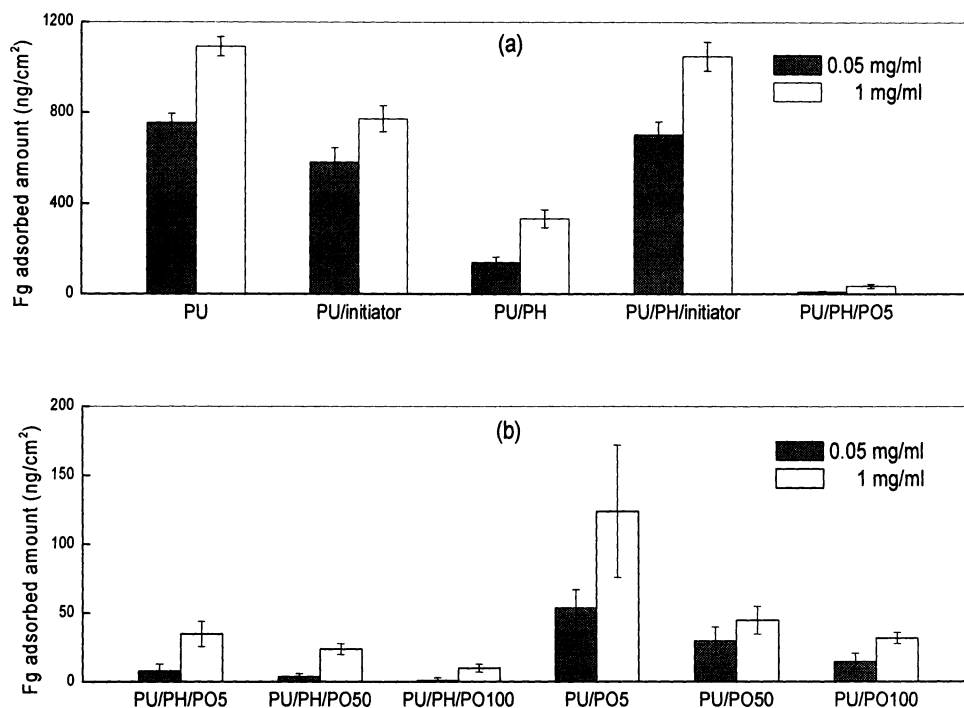 (a)
Fg adsorbed amount (ng/cm²)
1200
800
400
0
0.05 mg/ml
1 mg/ml
PU PU/initiator PU/PH PU/PH/initiator PU/PH/PO5
(b)
Fg adsorbed amount (ng/cm²)
200
150
100
50
0
0.05 mg/ml
1 mg/ml
PU/PH/PO5 PU/PH/PO50 PU/PH/PO100 PU/PO5 PU/PO50 PU/PO100